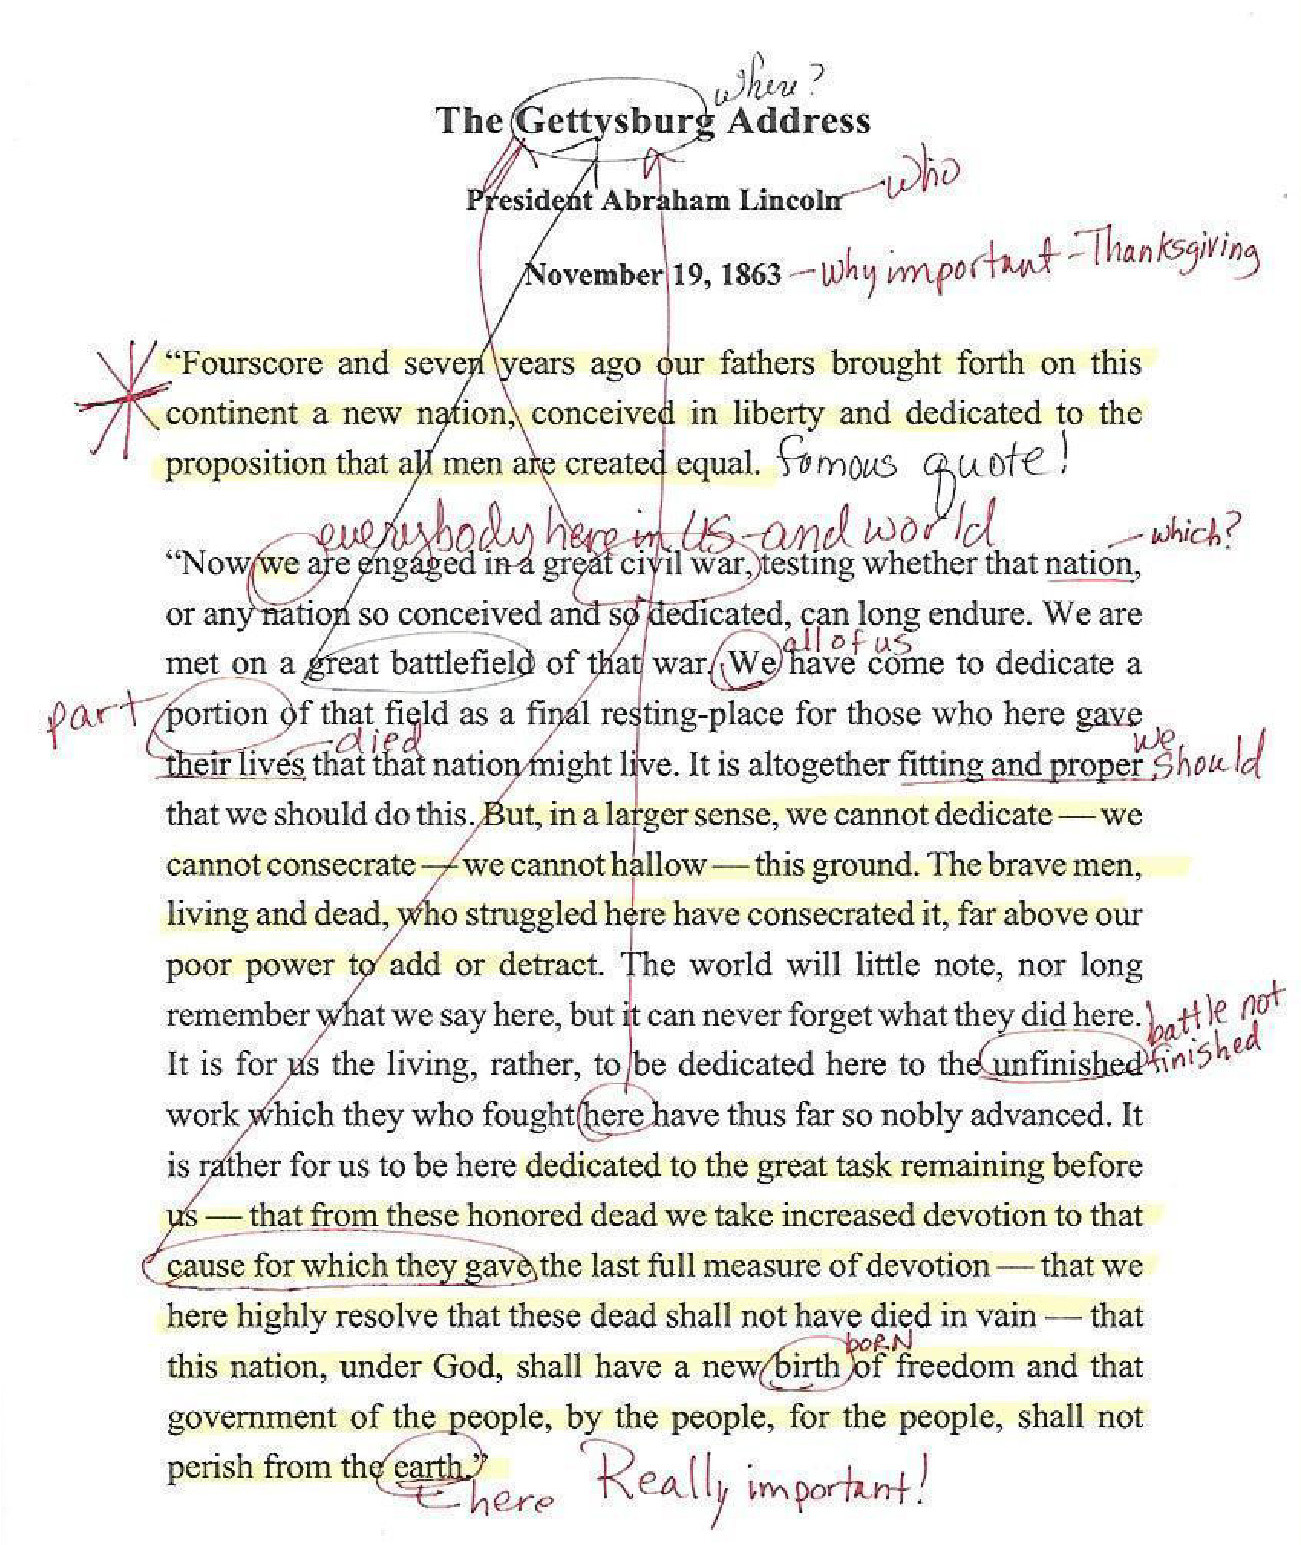 where?
The Gettysburg Address
President Abraham Lincoln - who
November 19, 1863 - why important - Thanksgiving
“Fourscore and seven years ago our fathers brought forth on this
continent a new nation, conceived in liberty and dedicated to the
proposition that all men are created equal. famous quote!
everybody here in US - and world
“Now we are engaged in a great civil war, testing whether that nation, - which?
or any nation so conceived and so dedicated, can long endure. We are
all of us
met on a great battlefield of that war. We have come to dedicate a
part portion of that field as a final resting-place for those who here gave
died we
their lives that that nation might live. It is altogether fitting and proper should
that we should do this. But, in a larger sense, we cannot dedicate — we
cannot consecrate — we cannot hallow — this ground. The brave men,
living and dead, who struggled here have consecrated it, far above our
poor power to add or detract. The world will little note, nor long
remember what we say here, but it can never forget what they did here. battle not
It is for us the living, rather, to be dedicated here to the unfinished finished
work which they who fought here have thus far so nobly advanced. It
is rather for us to be here dedicated to the great task remaining before
us — that from these honored dead we take increased devotion to that
cause for which they gave the last full measure of devotion — that we
here highly resolve that these dead shall not have died in vain — that
born
this nation, under God, shall have a new birth of freedom and that
government of the people, by the people, for the people, shall not
perish from the earth.”
here Really important!